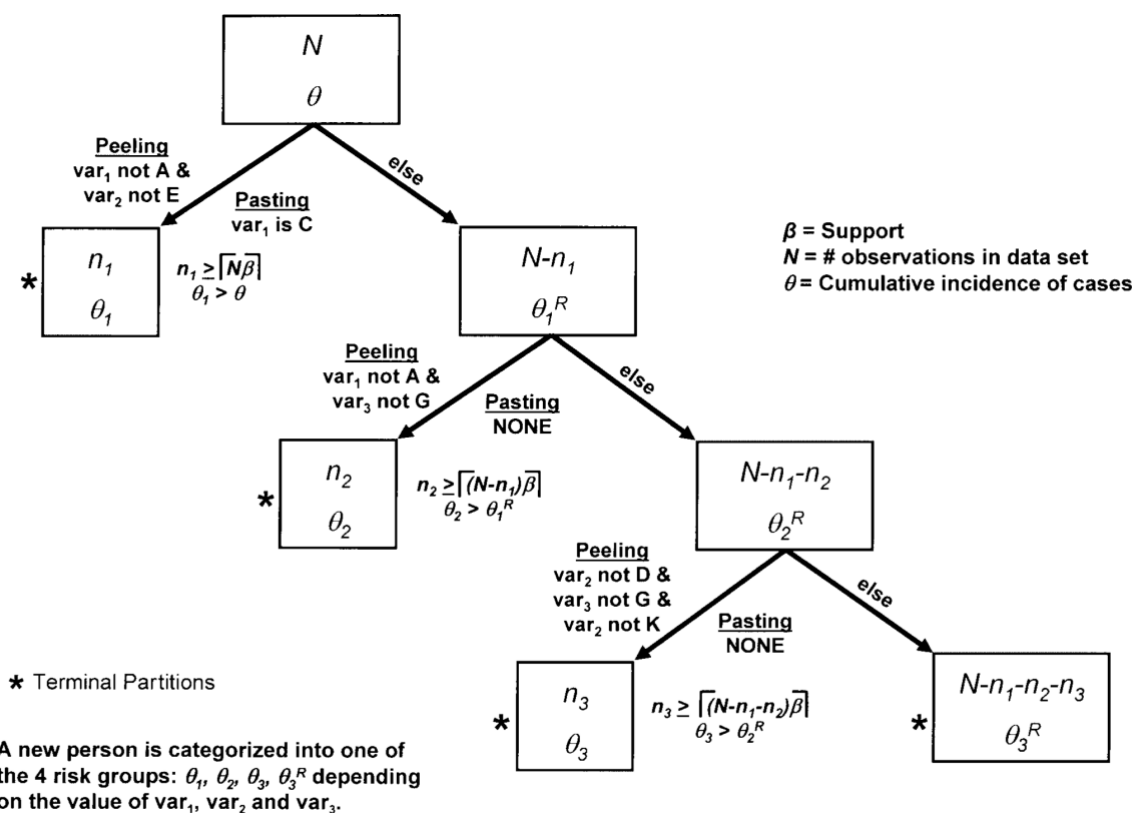 N
θ
Peeling
var₁ not A &
var₂ not E
else
Pasting
var₁ is C
β = Support
N = # observations in data set
θ = Cumulative incidence of cases
* n₁
θ₁
n₁ ≥ ⌈Nβ⌉
θ₁ > θ
N-n₁
θ₁ᴿ
Peeling
var₁ not A &
var₃ not G
else
Pasting
NONE
* n₂
θ₂
n₂ ≥ ⌈(N-n₁)β⌉
θ₂ > θ₁ᴿ
N-n₁-n₂
θ₂ᴿ
Peeling
var₂ not D &
var₃ not G &
var₂ not K
else
Pasting
NONE
* Terminal Partitions
* n₃
θ₃
n₃ ≥ ⌈(N-n₁-n₂)β⌉
θ₃ > θ₂ᴿ
* N-n₁-n₂-n₃
θ₃ᴿ
A new person is categorized into one of
the 4 risk groups: θ₁, θ₂, θ₃, θ₃ᴿ depending
on the value of var₁, var₂ and var₃.